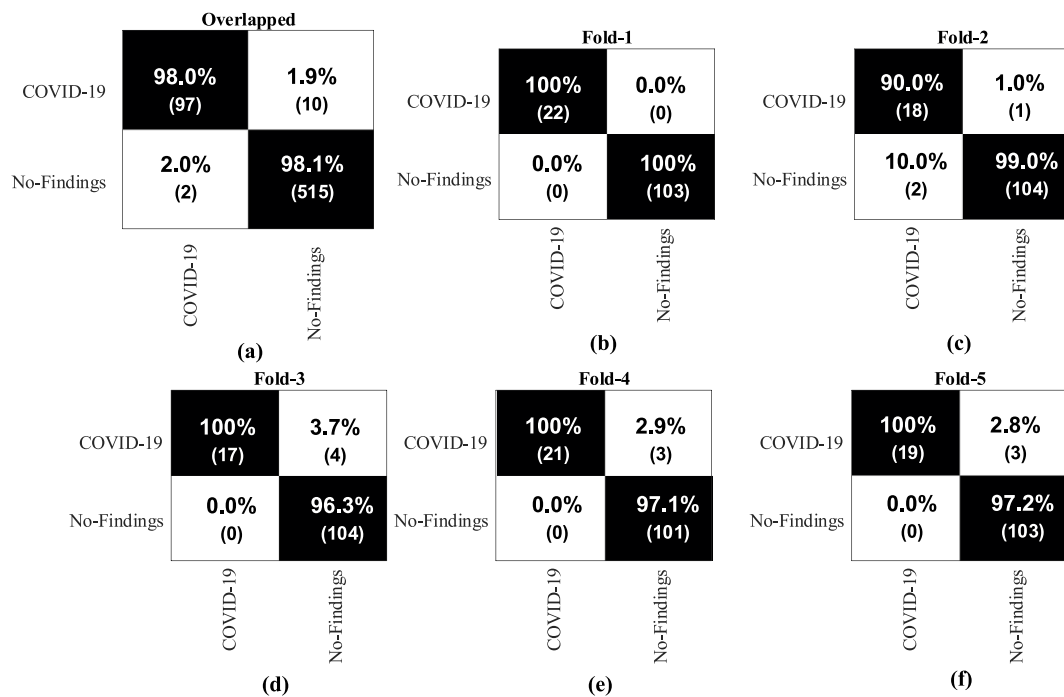 Overlapped
COVID-19
98.0%
(97)
1.9%
(10)
No-Findings
2.0%
(2)
98.1%
(515)
COVID-19
No-Findings
(a)
Fold-1
COVID-19
100%
(22)
0.0%
(0)
No-Findings
0.0%
(0)
100%
(103)
COVID-19
No-Findings
(b)
Fold-2
COVID-19
90.0%
(18)
1.0%
(1)
No-Findings
10.0%
(2)
99.0%
(104)
COVID-19
No-Findings
(c)
Fold-3
COVID-19
100%
(17)
3.7%
(4)
No-Findings
0.0%
(0)
96.3%
(104)
COVID-19
No-Findings
(d)
Fold-4
COVID-19
100%
(21)
2.9%
(3)
No-Findings
0.0%
(0)
97.1%
(101)
COVID-19
No-Findings
(e)
Fold-5
COVID-19
100%
(19)
2.8%
(3)
No-Findings
0.0%
(0)
97.2%
(103)
COVID-19
No-Findings
(f)